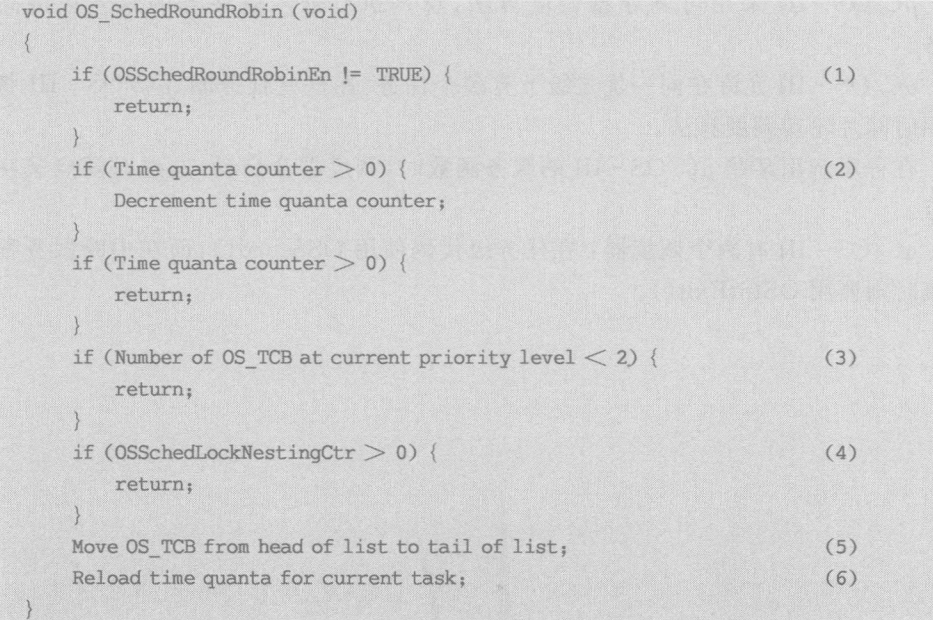 void OS_SchedRoundRobin (void)
{
    if (OSSchedRoundRobinEn != TRUE) { (1)
        return;
    }
    if (Time quanta counter > 0) { (2)
        Decrement time quanta counter;
    }
    if (Time quanta counter > 0) {
        return;
    }
    if (Number of OS_TCB at current priority level < 2) { (3)
        return;
    }
    if (OSSchedLockNestingCtr > 0) { (4)
        return;
    }
    Move OS_TCB from head of list to tail of list; (5)
    Reload time quanta for current task; (6)
}